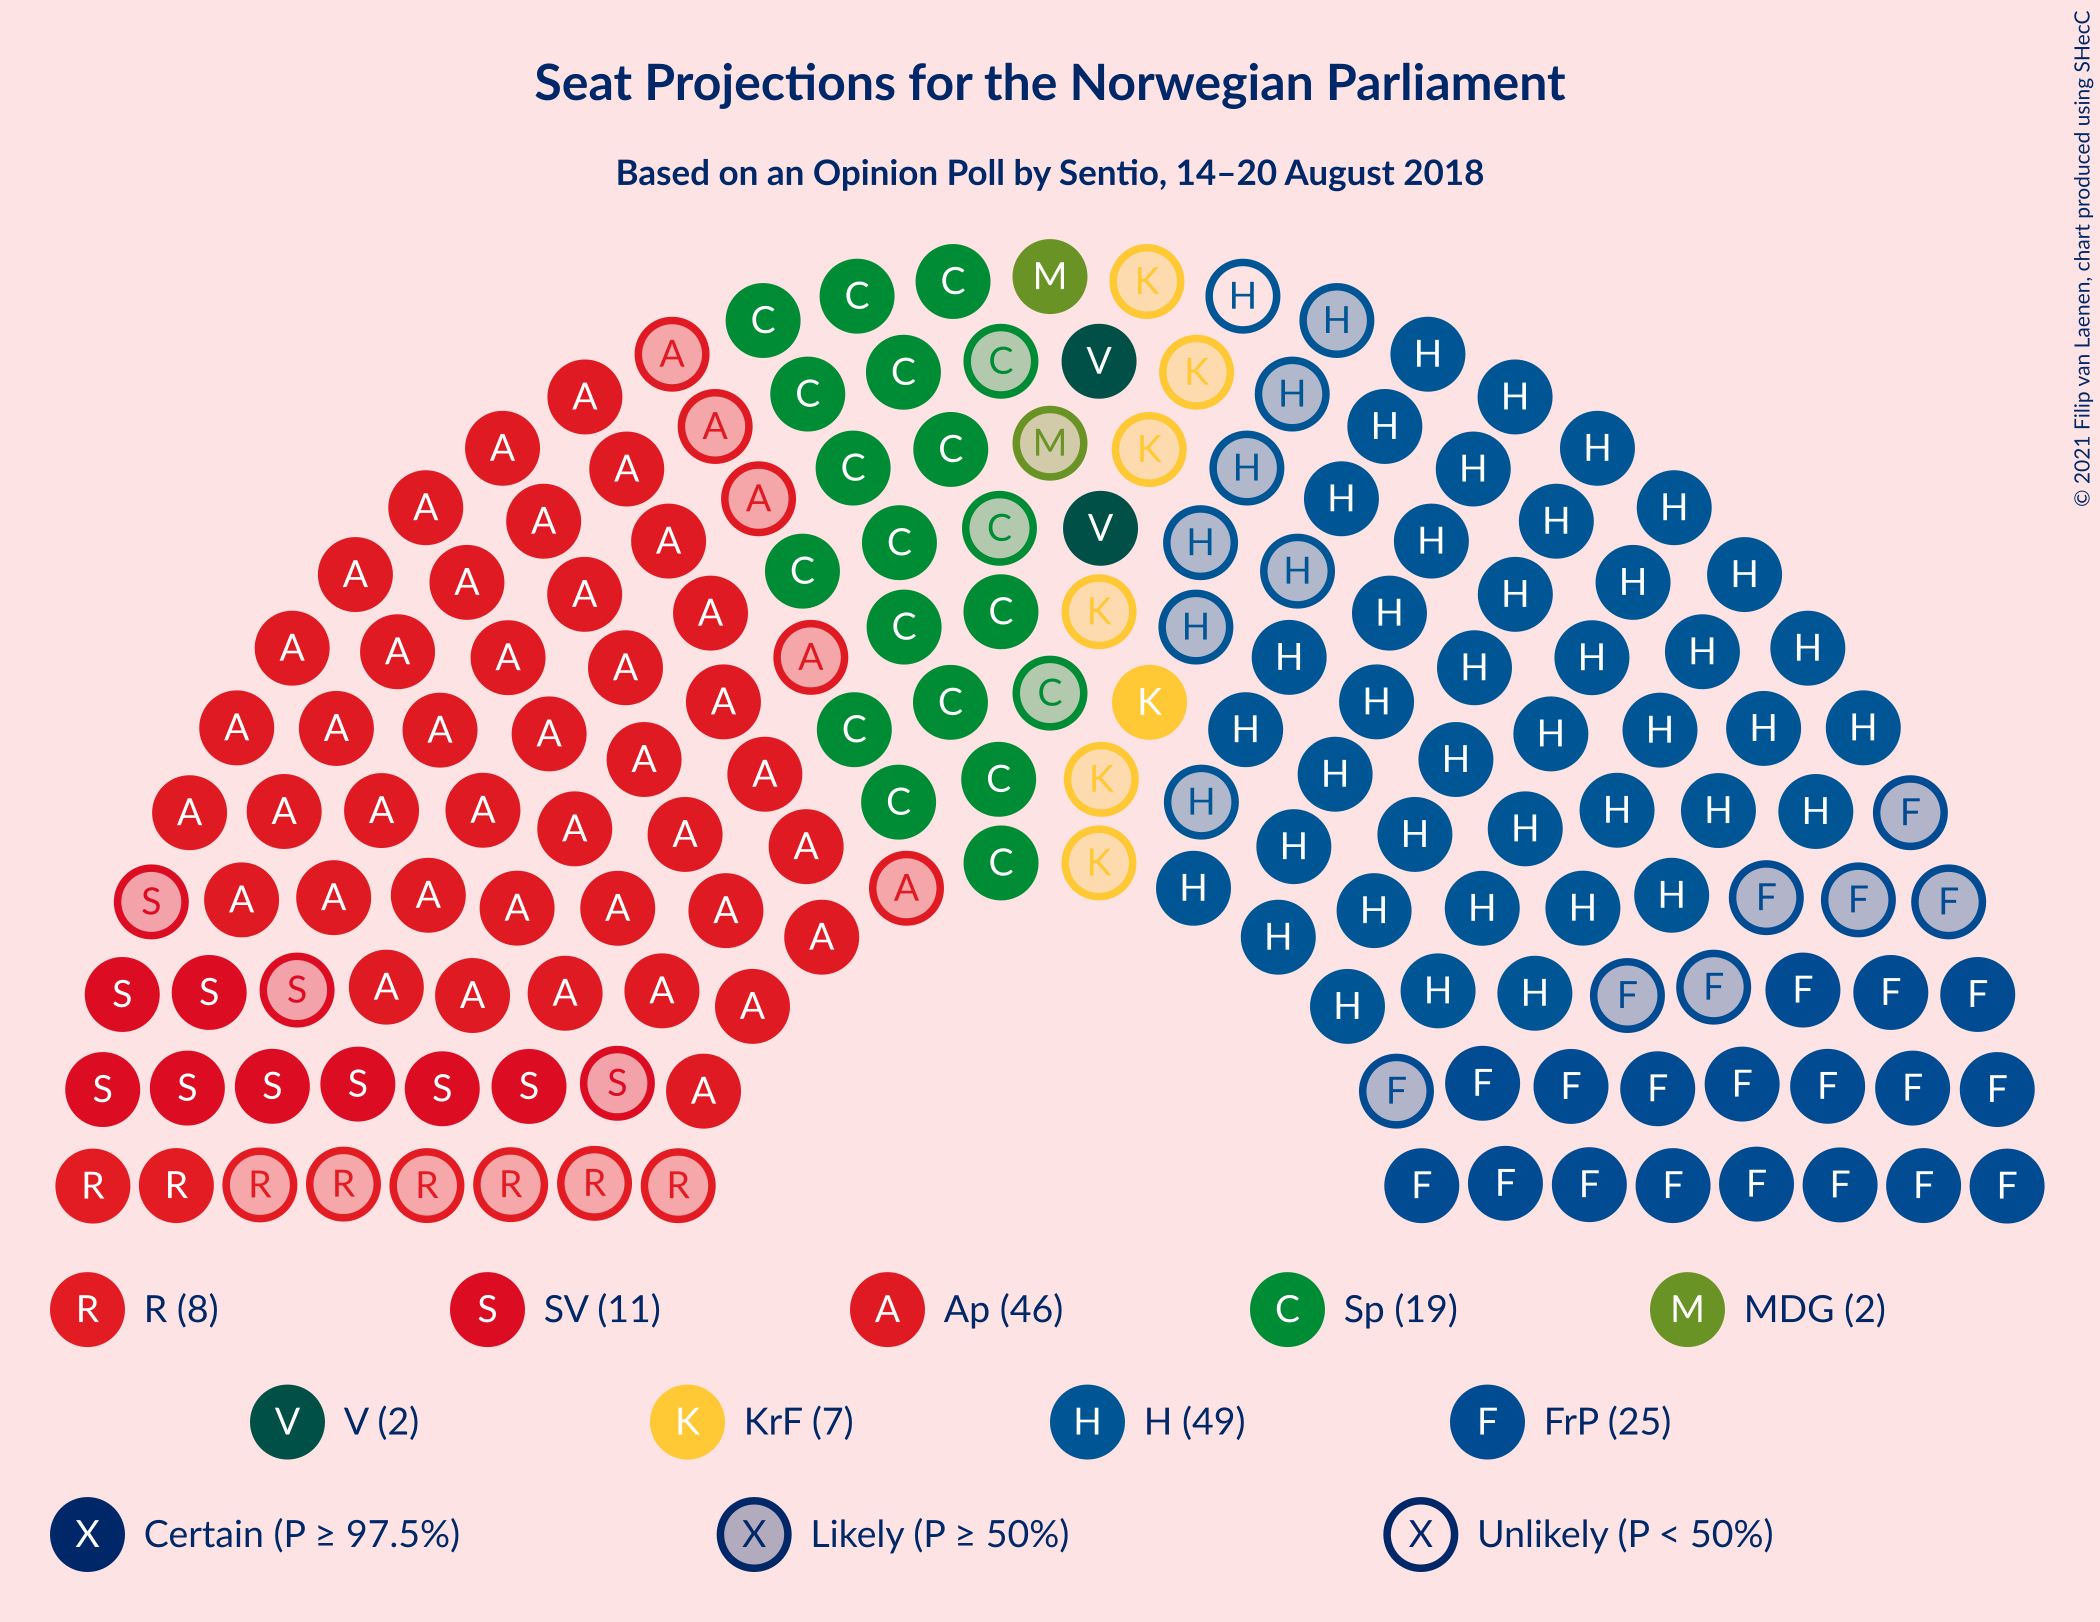 Seat Projections for the Norwegian Parliament
Based on an Opinion Poll by Sentio, 14–20 August 2018
© 2021 Filip van Laenen, chart produced using SHecC
C C C M K H H
A C C C V K H H H
A A C C M K H H H H
A A A C C C V H H H H H
A A A A C C K H H H H H H
A A A A A C C C K H H H H H H
A A A A A A C C K H H H H H H H
A A A A A A A C K H H H H H H H F
S A A A A A A A A H H H H H H F F F
S S S A A A A A H H H F F F F F
S S S S S S S A F F F F F F F F
R R R R R R R R F F F F F F F F
R R (8) S SV (11) A Ap (46) C Sp (19) M MDG (2)
V V (2) K KrF (7) H H (49) F FrP (25)
X Certain (P ≥ 97.5%) X Likely (P ≥ 50%) X Unlikely (P < 50%)